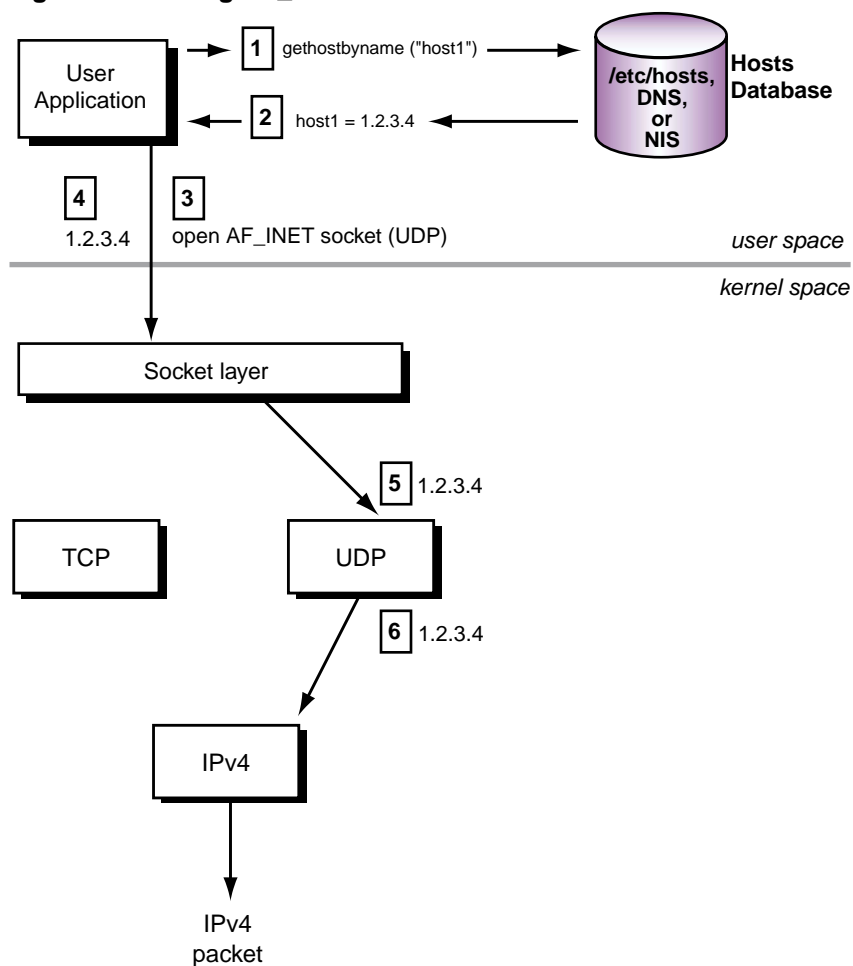 User
Application
1 gethostbyname ("host1")
2 host1 = 1.2.3.4
/etc/hosts,
DNS,
or
NIS
Hosts
Database
4
1.2.3.4
3
open AF_INET socket (UDP)
user space
kernel space
Socket layer
5 1.2.3.4
TCP
UDP
6 1.2.3.4
IPv4
IPv4
packet